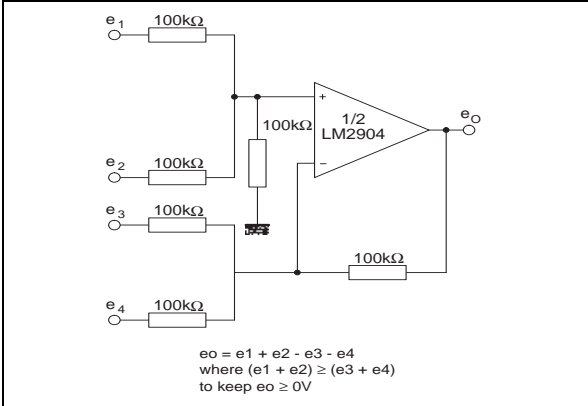 e1
100kΩ
1/2
LM2904
+
eO
100kΩ
e2
100kΩ
−
e3
100kΩ
100kΩ
e4
100kΩ
eo = e1 + e2 - e3 - e4
where (e1 + e2) ≥ (e3 + e4)
to keep eo ≥ 0V